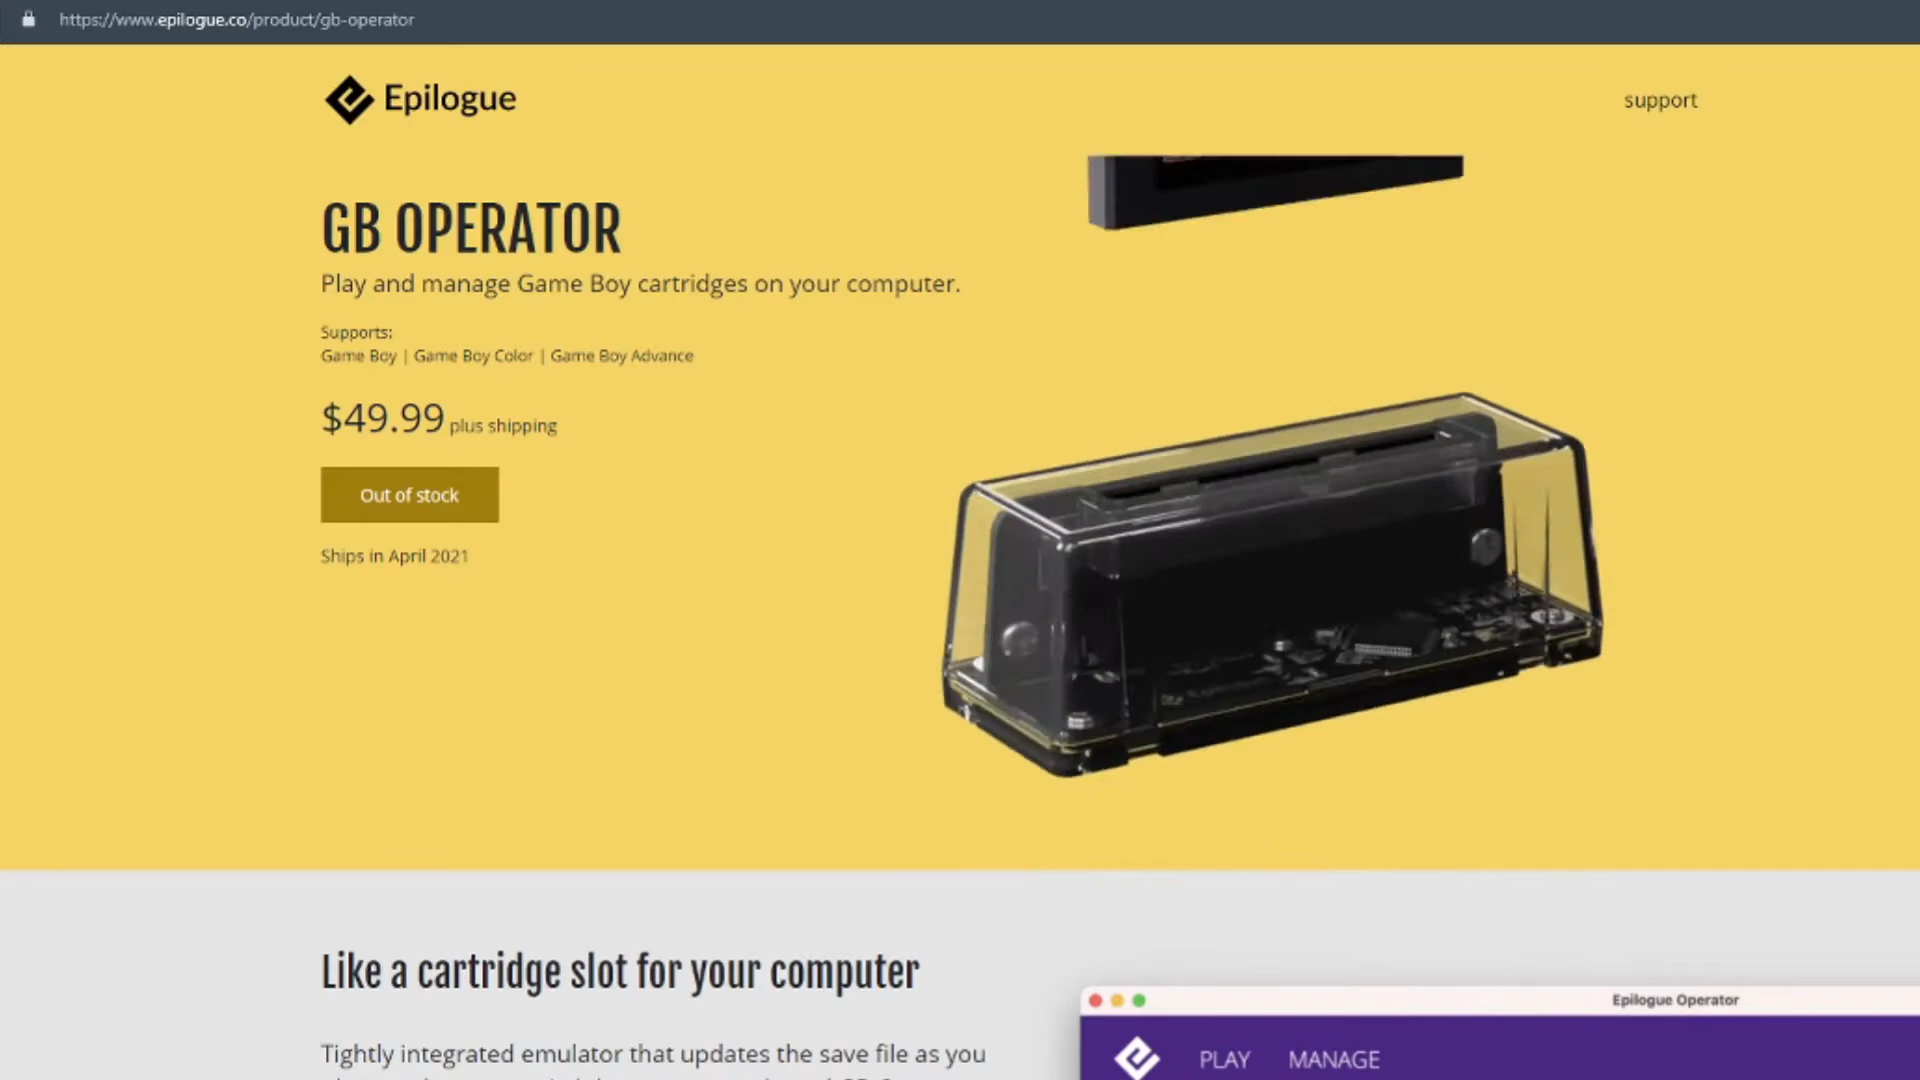 https://www.epilogue.co/product/gb-operator
Epilogue
support
GB OPERATOR
Play and manage Game Boy cartridges on your computer.
Supports:
Game Boy | Game Boy Color | Game Boy Advance
$49.99 plus shipping
Out of stock
Ships in April 2021
Like a cartridge slot for your computer
Epilogue Operator
Tightly integrated emulator that updates the save file as you
PLAY MANAGE